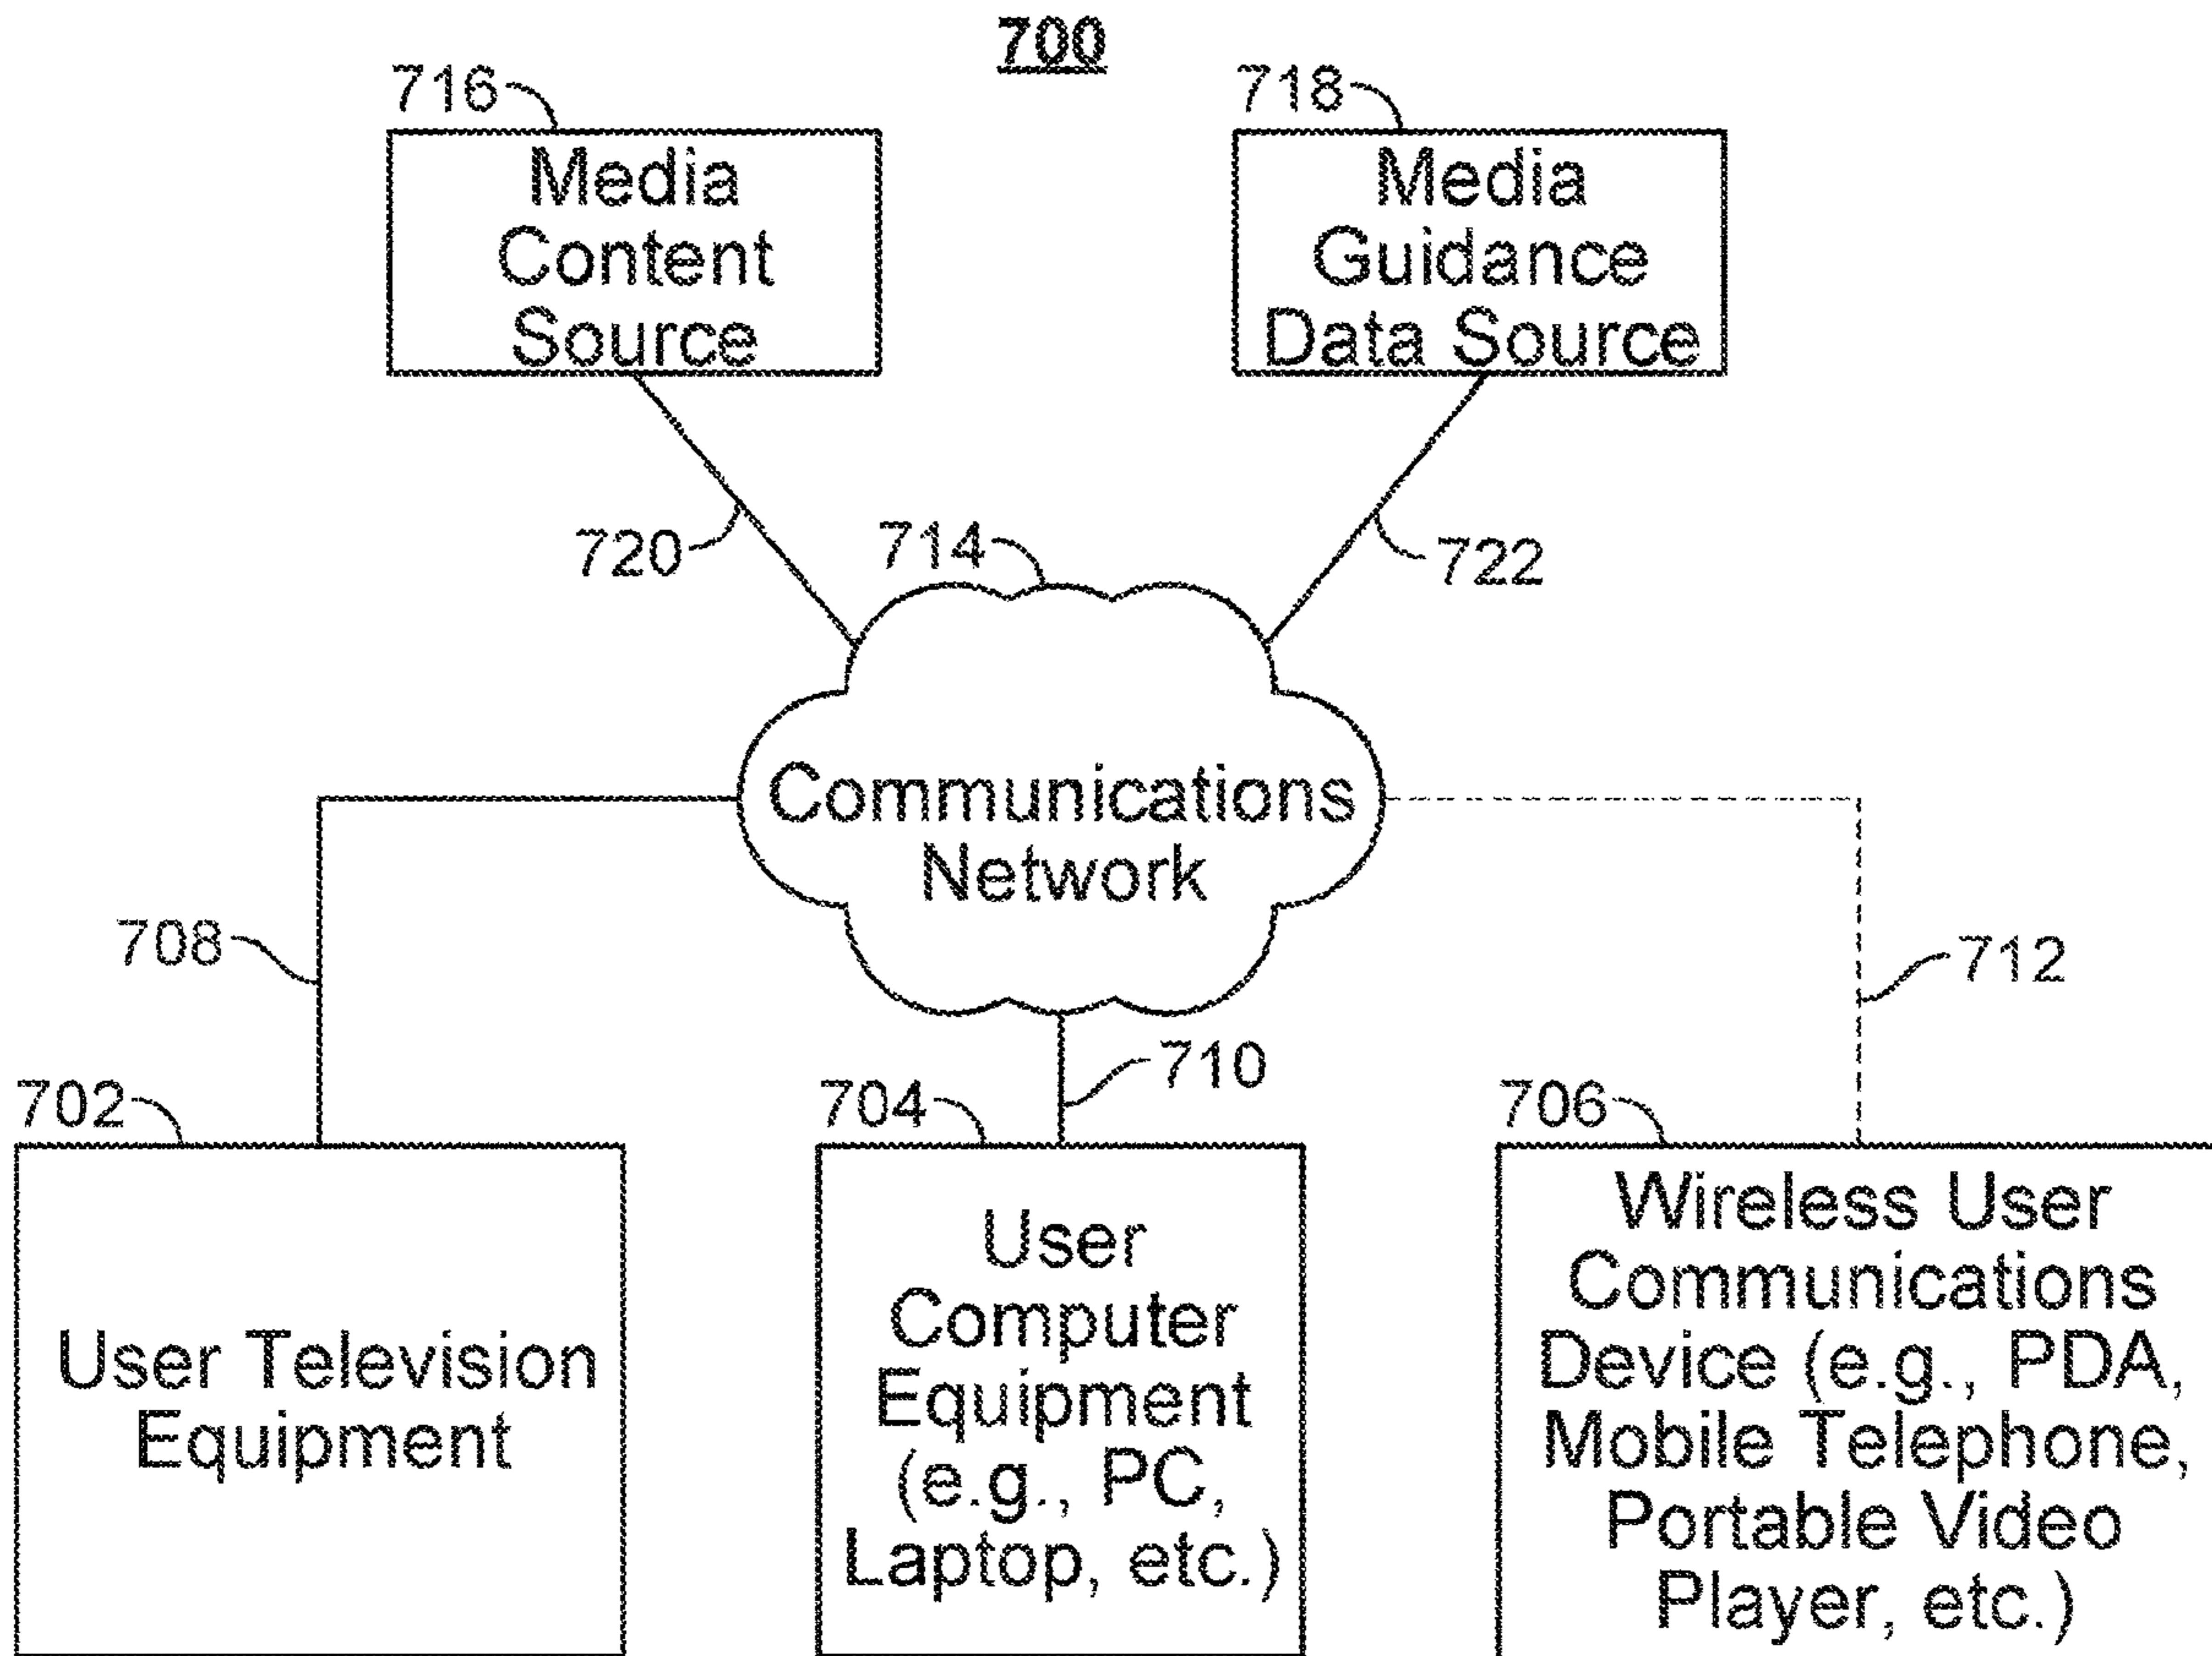 700
716
718
Media
Content
Source
Media
Guidance
Data Source
720
714
722
Communications
Network
708
712
710
702
704
706
User Television
Equipment
User
Computer
Equipment
(e.g., PC,
Laptop, etc.)
Wireless User
Communications
Device (e.g., PDA,
Mobile Telephone,
Portable Video
Player, etc.)